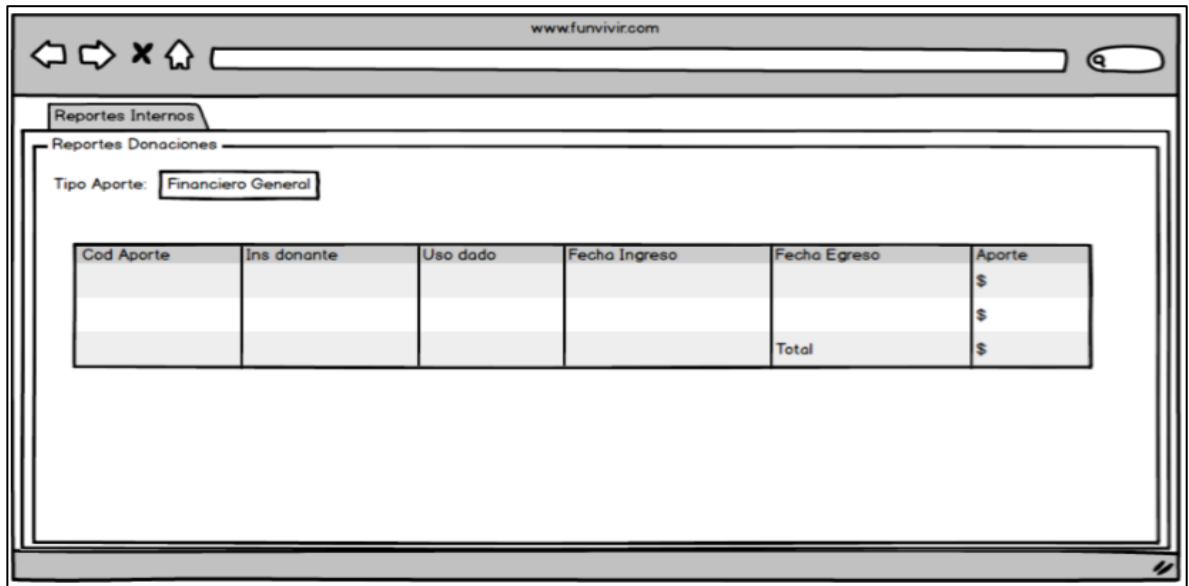 www.funvivir.com
Reportes Internos
Reportes Donaciones
Tipo Aporte: Financiero General
Cod Aporte Ins donante Uso dado Fecha Ingreso Fecha Egreso Aporte
$
$
Total $